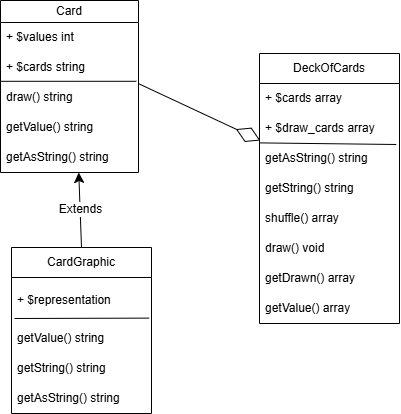 Card
+ $values int
+ $cards string
draw() string
getValue() string
getAsString() string
Extends
CardGraphic
+ $representation
getValue() string
getString() string
getAsString() string
DeckOfCards
+ $cards array
+ $draw_cards array
getAsString() string
getString() string
shuffle() array
draw() void
getDrawn() array
getValue() array